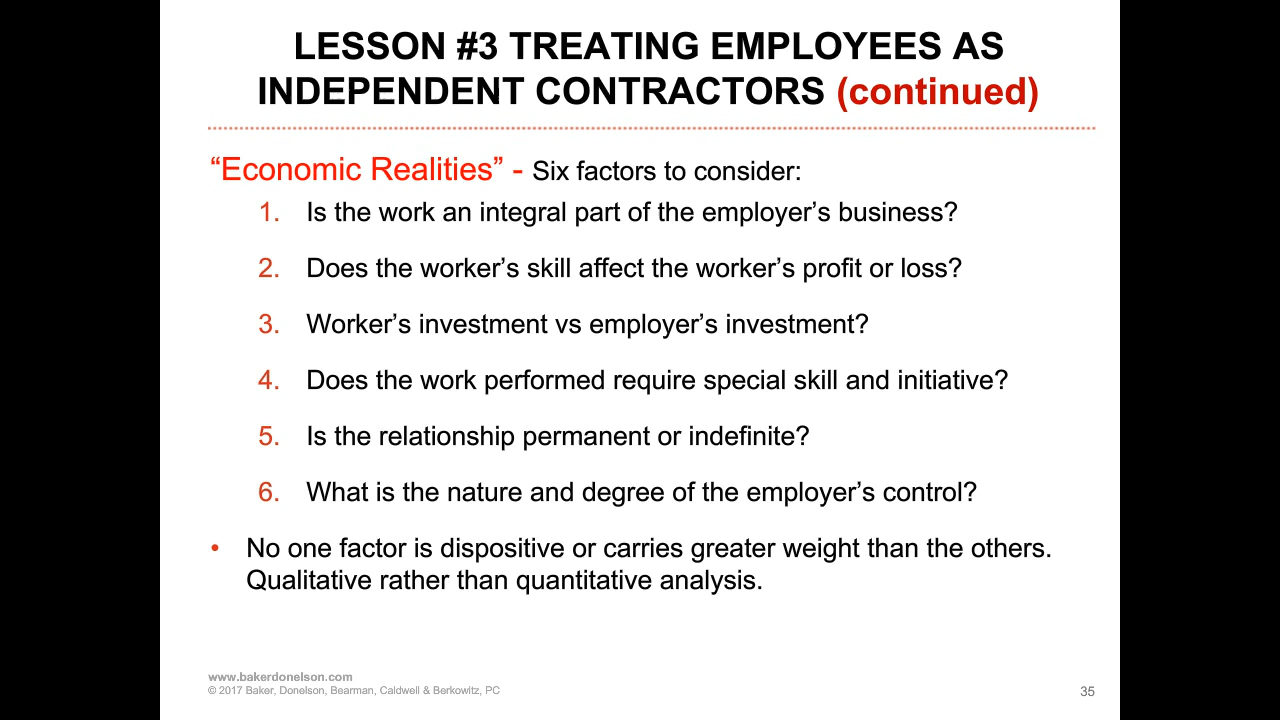 LESSON #3 TREATING EMPLOYEES AS
INDEPENDENT CONTRACTORS (continued)
“Economic Realities” - Six factors to consider:
1. Is the work an integral part of the employer’s business?
2. Does the worker’s skill affect the worker’s profit or loss?
3. Worker’s investment vs employer’s investment?
4. Does the work performed require special skill and initiative?
5. Is the relationship permanent or indefinite?
6. What is the nature and degree of the employer’s control?
• No one factor is dispositive or carries greater weight than the others.
Qualitative rather than quantitative analysis.
www.bakerdonelson.com
© 2017 Baker, Donelson, Bearman, Caldwell & Berkowitz, PC
35